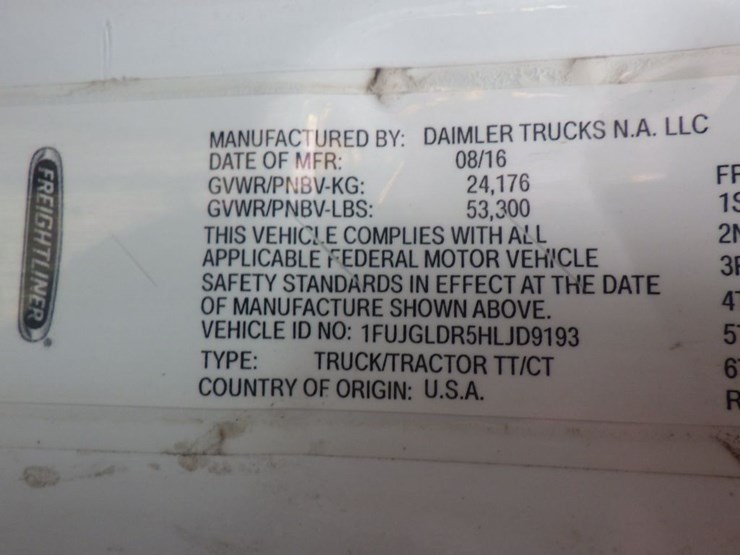 FREIGHTLINER
MANUFACTURED BY: DAIMLER TRUCKS N.A. LLC
DATE OF MFR: 08/16
GVWR/PNBV-KG: 24,176
GVWR/PNBV-LBS: 53,300
THIS VEHICLE COMPLIES WITH ALL
APPLICABLE FEDERAL MOTOR VEHICLE
SAFETY STANDARDS IN EFFECT AT THE DATE
OF MANUFACTURE SHOWN ABOVE.
VEHICLE ID NO: 1FUJGLDR5HLJD9193
TYPE: TRUCK/TRACTOR TT/CT
COUNTRY OF ORIGIN: U.S.A.